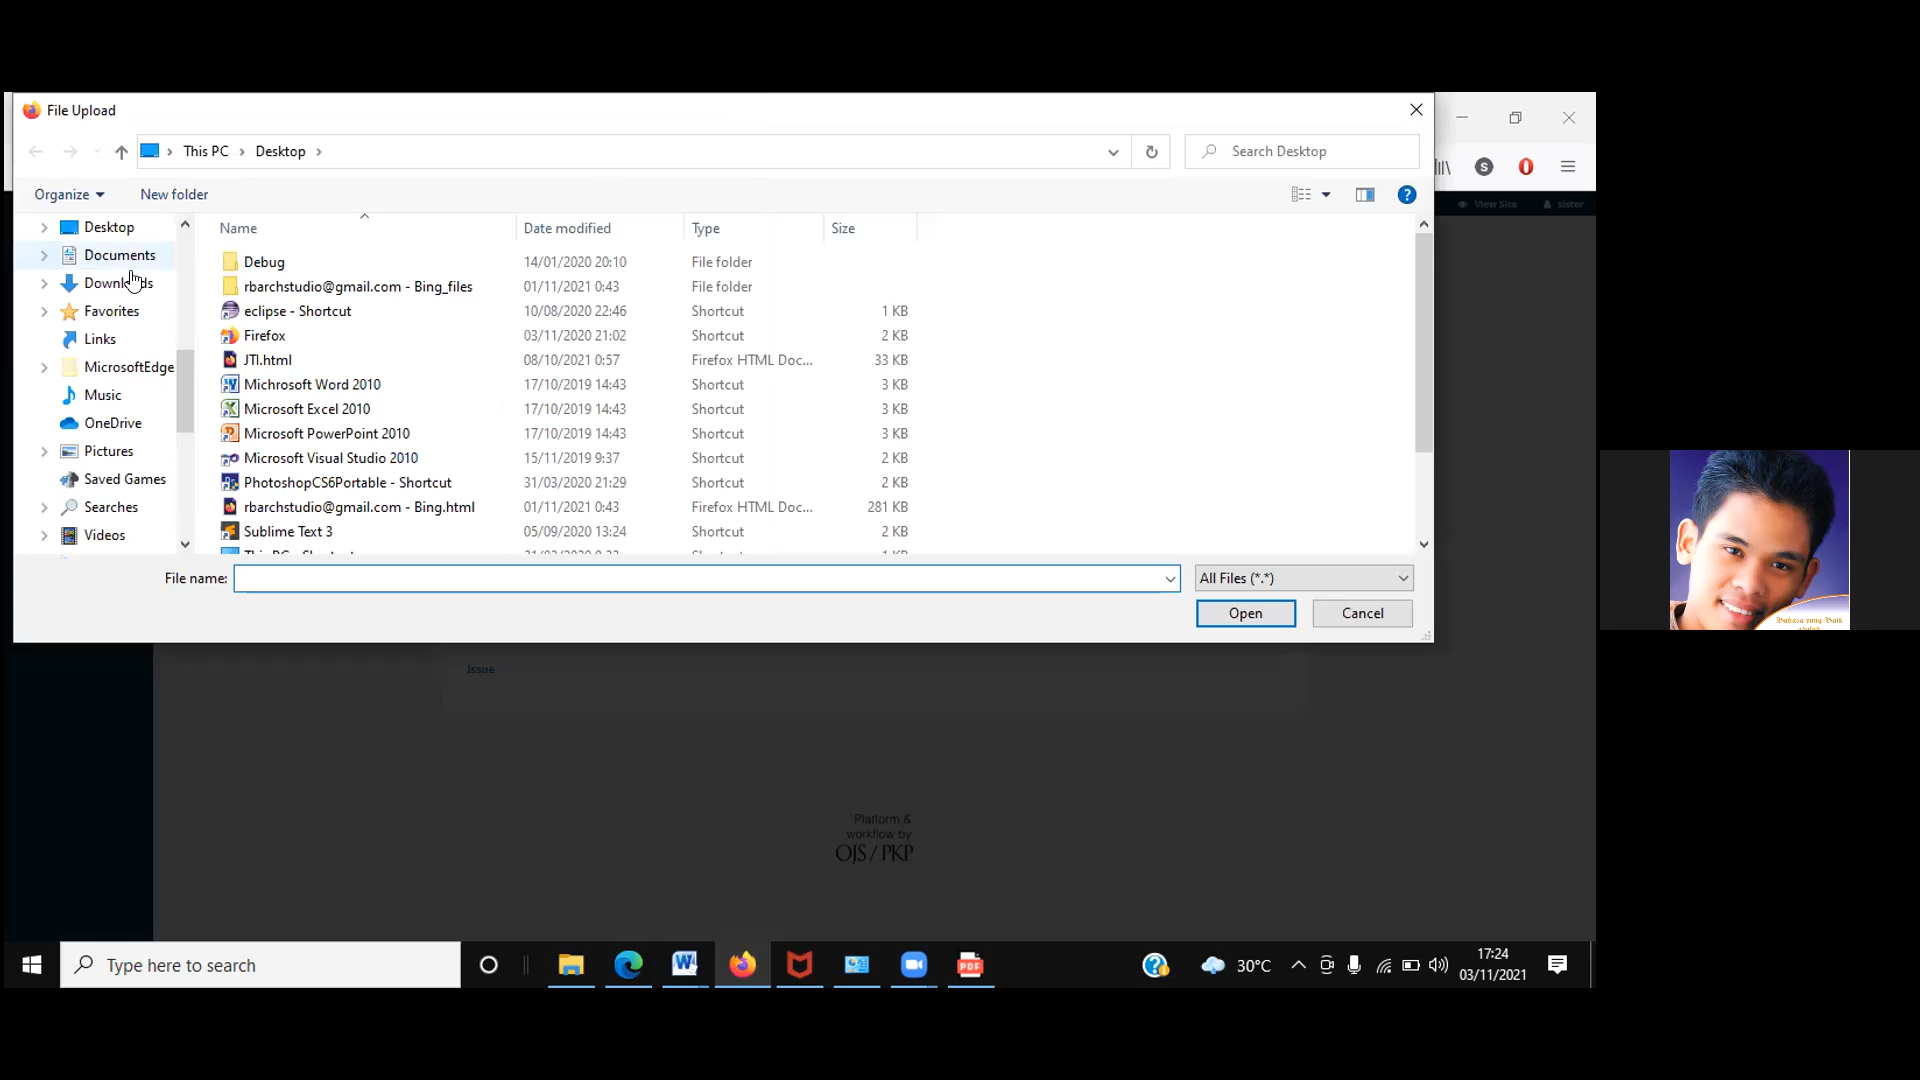 File Upload
This PC > Desktop >
Search Desktop
Organize
New folder
?
S
View Site
sister
Desktop
Documents
Downloads
Favorites
Links
MicrosoftEdge
Music
OneDrive
Pictures
Saved Games
Searches
Videos
Name Date modified Type Size
Debug 14/01/2020 20:10 File folder
rbarchstudio@gmail.com - Bing_files 01/11/2021 0:43 File folder
eclipse - Shortcut 10/08/2020 22:46 Shortcut 1 KB
Firefox 03/11/2020 21:02 Shortcut 2 KB
JTI.html 08/10/2021 0:57 Firefox HTML Doc... 33 KB
Michrosoft Word 2010 17/10/2019 14:43 Shortcut 3 KB
Microsoft Excel 2010 17/10/2019 14:43 Shortcut 3 KB
Microsoft PowerPoint 2010 17/10/2019 14:43 Shortcut 3 KB
Microsoft Visual Studio 2010 15/11/2019 9:37 Shortcut 2 KB
PhotoshopCS6Portable - Shortcut 31/03/2020 21:29 Shortcut 2 KB
rbarchstudio@gmail.com - Bing.html 01/11/2021 0:43 Firefox HTML Doc... 281 KB
Sublime Text 3 05/09/2020 13:24 Shortcut 2 KB
File name:
All Files (*.*)
Open
Cancel
Issue
Bahasa yang Baik
Platform &
workflow by
OJS / PKP
Type here to search
PDF
30°C
17:24
03/11/2021